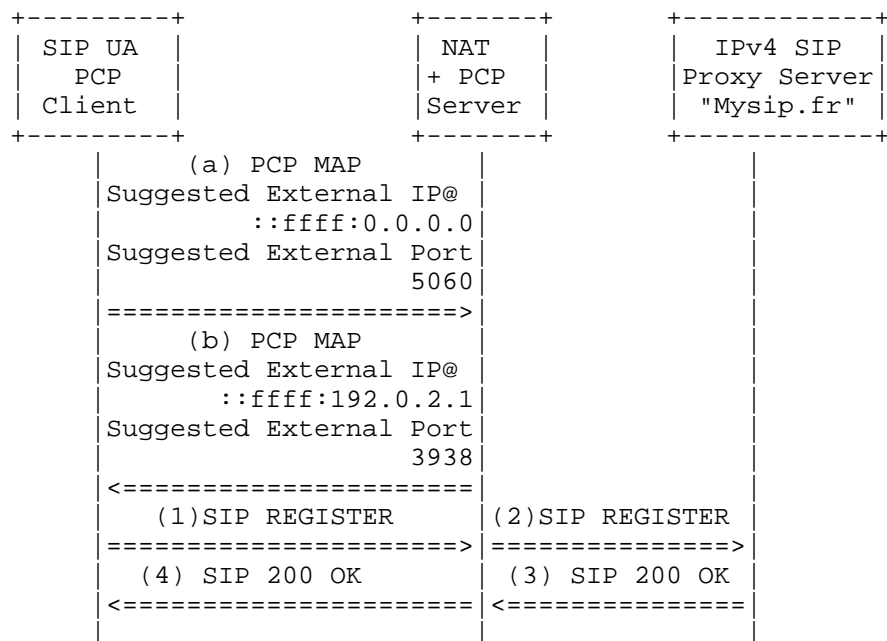 SIP UA NAT IPv4 SIP
PCP + PCP Proxy Server
Client Server "Mysip.fr"
(a) PCP MAP
Suggested External IP@
::ffff:0.0.0.0
Suggested External Port
5060
(b) PCP MAP
Suggested External IP@
::ffff:192.0.2.1
Suggested External Port
3938
(1)SIP REGISTER (2)SIP REGISTER
(4) SIP 200 OK (3) SIP 200 OK